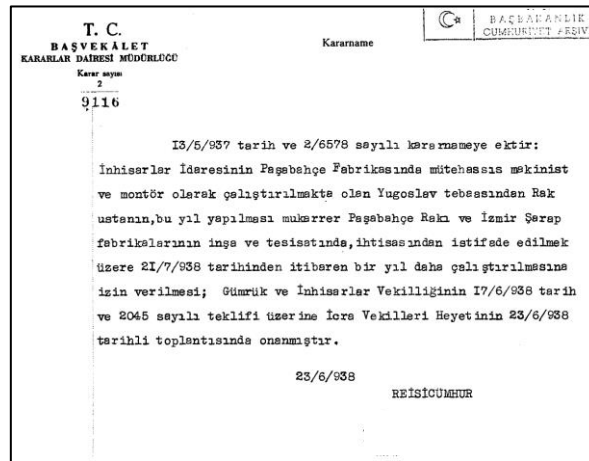 T. C.
BAŞVEKÂLET
KARARLAR DAİRESİ MÜDÜRLÜĞÜ
Karar sayısı
2
9116
Kararname
BAŞBAKANLIK
CUMHURİYET ARŞİVİ
I3/5/937 tarih ve 2/6578 sayılı kararnameye ektir:
İnhisarlar İdaresinin Paşabahçe Fabrikasında mütehassıs makinist
ve montör olarak çalıştırılmakta olan Yugoslav tebaasından Rak
ustanın,bu yıl yapılması mukarrer Paşabahçe Rakı ve İzmir Şarap
fabrikalarının inşa ve tesisatında,ihtisasından istifade edilmek
üzere 2I/7/938 tarihinden itibaren bir yıl daha çalıştırılmasına
izin verilmesi; Gümrük ve İnhisarlar Vekilliğinin I7/6/938 tarih
ve 2045 sayılı teklifi üzerine İcra Vekilleri Heyetinin 23/6/938
tarihli toplantısında onanmıştır.
23/6/938
REİSİCÜMHUR